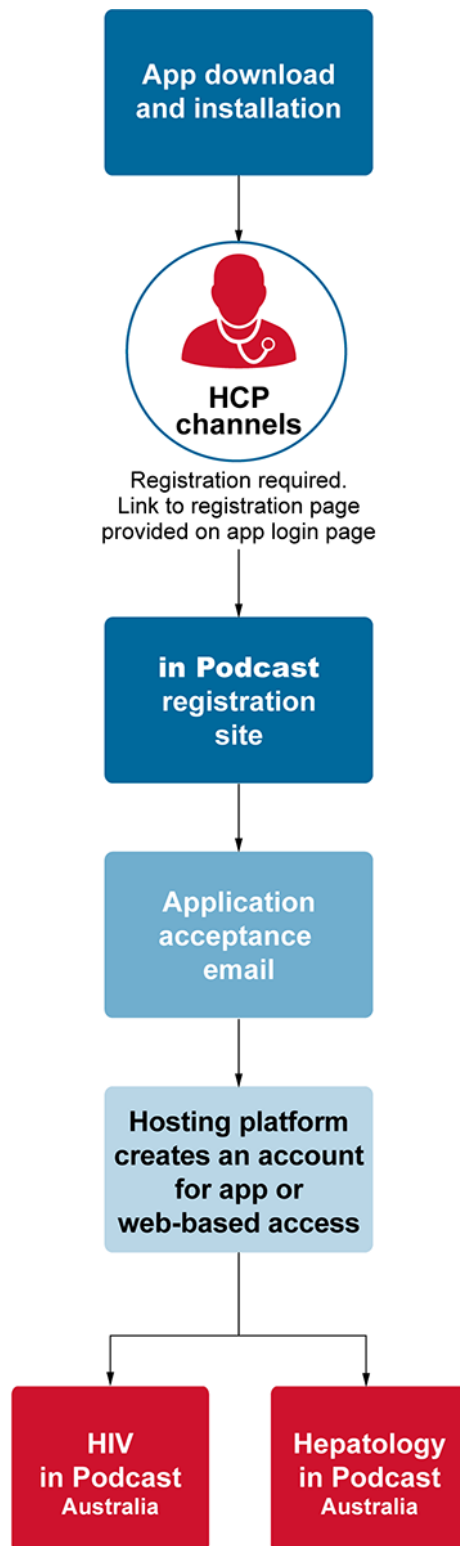 App download
and installation
HCP
channels
Registration required.
Link to registration page
provided on app login page
in Podcast
registration
site
Application
acceptance
email
Hosting platform
creates an account
for app or
web-based access
HIV
in Podcast
Australia
Hepatology
in Podcast
Australia